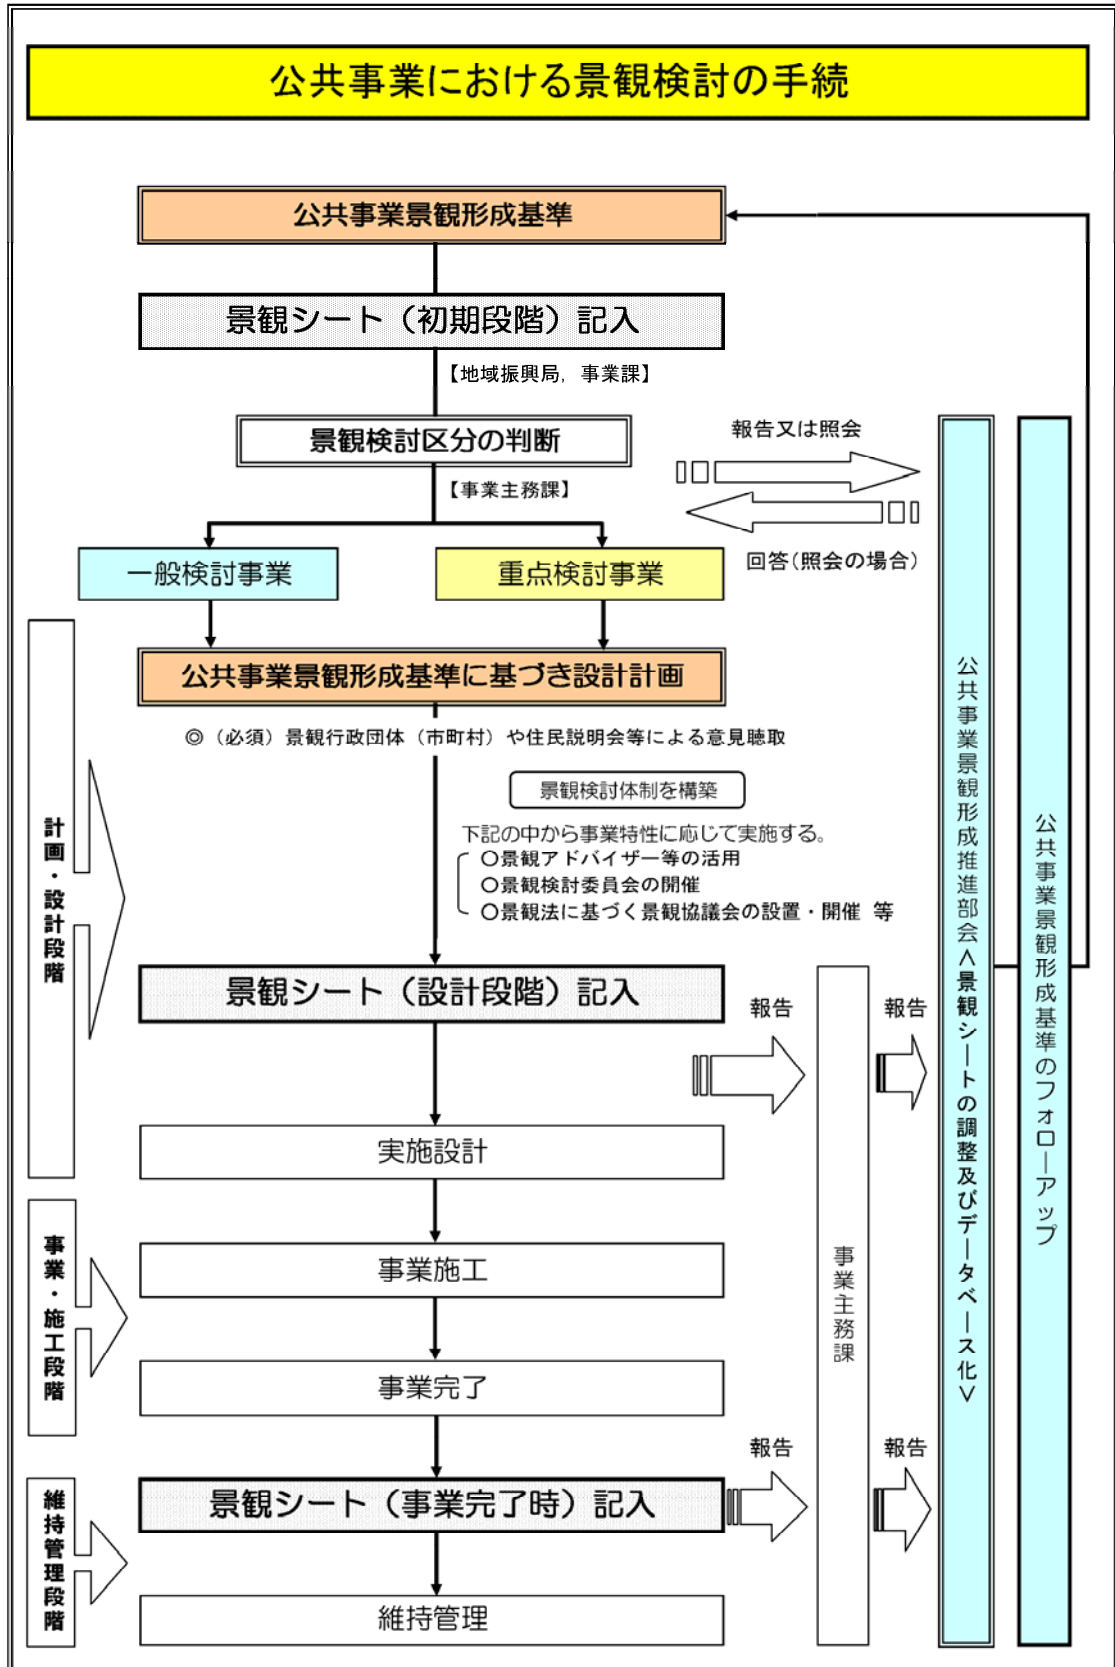 公共事業における景観検討の手続
公共事業景観形成基準
景観シート（初期段階）記入
【地域振興局，事業課】
景観検討区分の判断
【事業主務課】
報告又は照会
回答(照会の場合)
一般検討事業
重点検討事業
公共事業景観形成基準に基づき設計計画
◎（必須）景観行政団体（市町村）や住民説明会等による意見聴取
景観検討体制を構築
下記の中から事業特性に応じて実施する。
○景観アドバイザー等の活用
○景観検討委員会の開催
○景観法に基づく景観協議会の設置・開催 等
計画・設計段階
景観シート（設計段階）記入
報告
報告
実施設計
事業・施工段階
事業施工
事業完了
維持管理段階
景観シート（事業完了時）記入
報告
報告
維持管理
事業主務課
公共事業景観形成推進部会＜景観シートの調整及びデータベース化＞
公共事業景観形成基準のフォローアップ